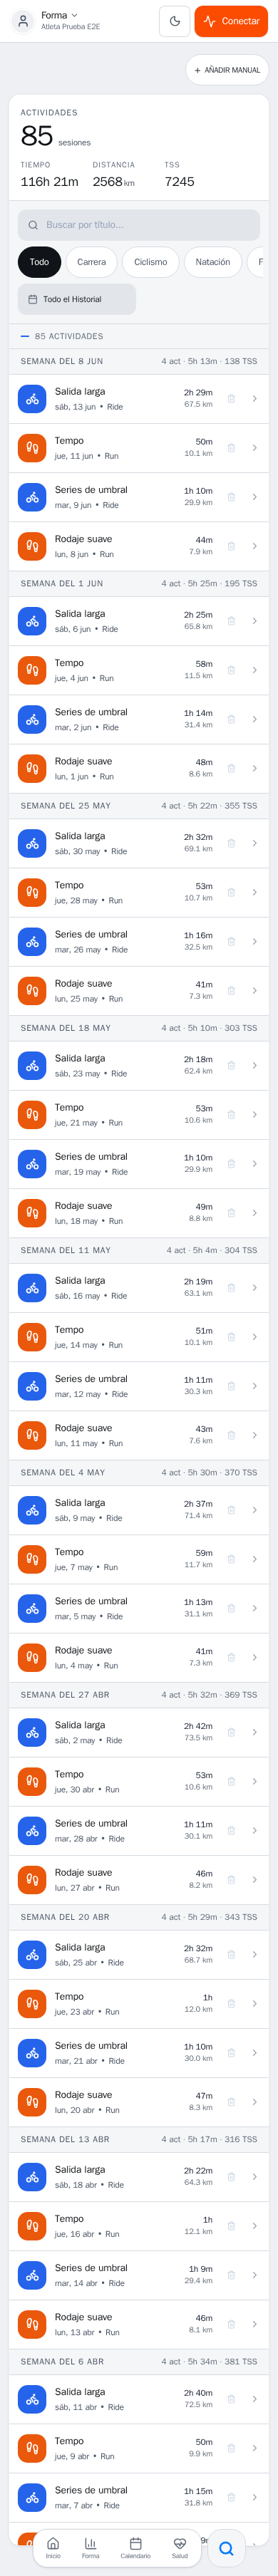 Forma
Atleta Prueba E2E
Conectar
+ AÑADIR MANUAL
ACTIVIDADES
85 sesiones
TIEMPO DISTANCIA TSS
116h 21m 2568 km 7245
Buscar por título...
Todo Carrera Ciclismo Natación
Todo el Historial
85 ACTIVIDADES
SEMANA DEL 8 JUN 4 act · 5h 13m · 138 TSS
Salida larga 2h 29m
sáb, 13 jun • Ride 67.5 km
Tempo 50m
jue, 11 jun • Run 10.1 km
Series de umbral 1h 10m
mar, 9 jun • Ride 29.9 km
Rodaje suave 44m
lun, 8 jun • Run 7.9 km
SEMANA DEL 1 JUN 4 act · 5h 25m · 195 TSS
Salida larga 2h 25m
sáb, 6 jun • Ride 65.8 km
Tempo 58m
jue, 4 jun • Run 11.5 km
Series de umbral 1h 14m
mar, 2 jun • Ride 31.4 km
Rodaje suave 48m
lun, 1 jun • Run 8.6 km
SEMANA DEL 25 MAY 4 act · 5h 22m · 355 TSS
Salida larga 2h 32m
sáb, 30 may • Ride 69.1 km
Tempo 53m
jue, 28 may • Run 10.7 km
Series de umbral 1h 16m
mar, 26 may • Ride 32.5 km
Rodaje suave 41m
lun, 25 may • Run 7.3 km
SEMANA DEL 18 MAY 4 act · 5h 10m · 303 TSS
Salida larga 2h 18m
sáb, 23 may • Ride 62.4 km
Tempo 53m
jue, 21 may • Run 10.6 km
Series de umbral 1h 10m
mar, 19 may • Ride 29.9 km
Rodaje suave 49m
lun, 18 may • Run 8.8 km
SEMANA DEL 11 MAY 4 act · 5h 4m · 304 TSS
Salida larga 2h 19m
sáb, 16 may • Ride 63.1 km
Tempo 51m
jue, 14 may • Run 10.1 km
Series de umbral 1h 11m
mar, 12 may • Ride 30.3 km
Rodaje suave 43m
lun, 11 may • Run 7.6 km
SEMANA DEL 4 MAY 4 act · 5h 30m · 370 TSS
Salida larga 2h 37m
sáb, 9 may • Ride 71.4 km
Tempo 59m
jue, 7 may • Run 11.7 km
Series de umbral 1h 13m
mar, 5 may • Ride 31.1 km
Rodaje suave 41m
lun, 4 may • Run 7.3 km
SEMANA DEL 27 ABR 4 act · 5h 32m · 369 TSS
Salida larga 2h 42m
sáb, 2 may • Ride 73.5 km
Tempo 53m
jue, 30 abr • Run 10.6 km
Series de umbral 1h 11m
mar, 28 abr • Ride 30.1 km
Rodaje suave 46m
lun, 27 abr • Run 8.2 km
SEMANA DEL 20 ABR 4 act · 5h 29m · 343 TSS
Salida larga 2h 32m
sáb, 25 abr • Ride 68.7 km
Tempo 1h
jue, 23 abr • Run 12.0 km
Series de umbral 1h 10m
mar, 21 abr • Ride 30.0 km
Rodaje suave 47m
lun, 20 abr • Run 8.3 km
SEMANA DEL 13 ABR 4 act · 5h 17m · 316 TSS
Salida larga 2h 22m
sáb, 18 abr • Ride 64.3 km
Tempo 1h
jue, 16 abr • Run 12.1 km
Series de umbral 1h 9m
mar, 14 abr • Ride 29.4 km
Rodaje suave 46m
lun, 13 abr • Run 8.1 km
SEMANA DEL 6 ABR 4 act · 5h 34m · 381 TSS
Salida larga 2h 40m
sáb, 11 abr • Ride 72.5 km
Tempo 50m
jue, 9 abr • Run 9.9 km
Series de umbral 1h 15m
mar, 7 abr • Ride 31.8 km
Inicio Forma Calendario Salud